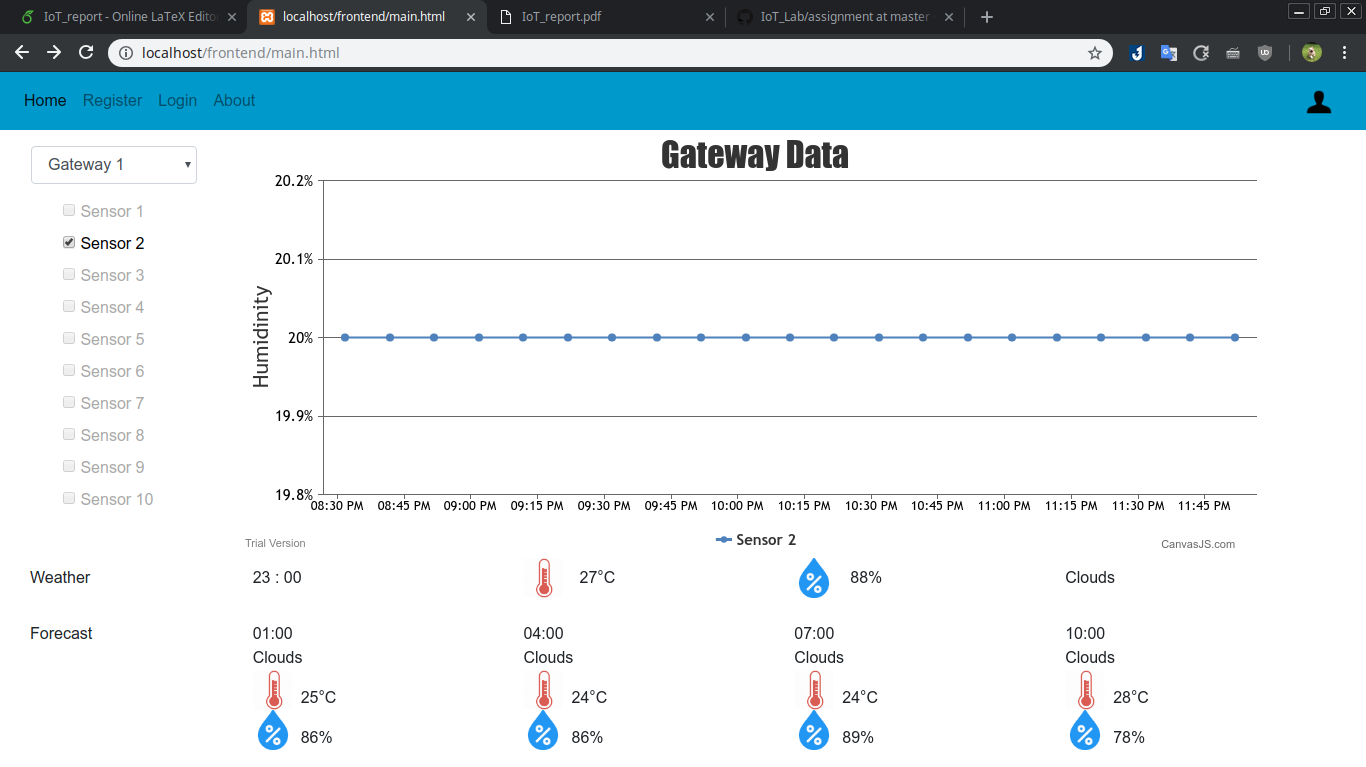 IoT_report - Online LaTeX Edito
localhost/frontend/main.html
IoT_report.pdf
IoT_Lab/assignment at master
localhost/frontend/main.html
Home Register Login About
Gateway 1
Sensor 1
Sensor 2
Sensor 3
Sensor 4
Sensor 5
Sensor 6
Sensor 7
Sensor 8
Sensor 9
Sensor 10
Gateway Data
Humidinity
20.2%
20.1%
20%
19.9%
19.8%
08:30 PM 08:45 PM 09:00 PM 09:15 PM 09:30 PM 09:45 PM 10:00 PM 10:15 PM 10:30 PM 10:45 PM 11:00 PM 11:15 PM 11:30 PM 11:45 PM
Sensor 2
Trial Version CanvasJS.com
Weather 23 : 00 27°C % 88% Clouds
Forecast 01:00 04:00 07:00 10:00
Clouds Clouds Clouds Clouds
25°C 24°C 24°C 28°C
% 86% % 86% % 89% % 78%